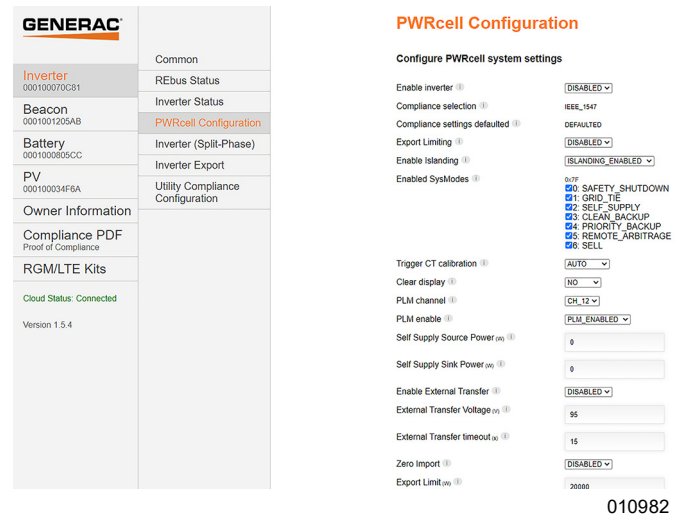 GENERAC
Inverter
000100070C81
Beacon
0001001205AB
Battery
0001000805CC
PV
000100034F6A
Owner Information
Compliance PDF
Proof of Compliance
RGM/LTE Kits
Cloud Status: Connected
Version 1.5.4
Common
REbus Status
Inverter Status
PWRcell Configuration
Inverter (Split-Phase)
Inverter Export
Utility Compliance
Configuration
PWRcell Configuration
Configure PWRcell system settings
Enable inverter DISABLED
Compliance selection IEEE_1547
Compliance settings defaulted DEFAULTED
Export Limiting DISABLED
Enable Islanding ISLANDING_ENABLED
Enabled SysModes 0x7F
0: SAFETY_SHUTDOWN
1: GRID_TIE
2: SELF_SUPPLY
3: CLEAN_BACKUP
4: PRIORITY_BACKUP
5: REMOTE_ARBITRAGE
6: SELL
Trigger CT calibration AUTO
Clear display NO
PLM channel CH_12
PLM enable PLM_ENABLED
Self Supply Source Power (W) 0
Self Supply Sink Power (W) 0
Enable External Transfer DISABLED
External Transfer Voltage (V) 95
External Transfer timeout (s) 15
Zero Import DISABLED
Export Limit (W) 20000
010982